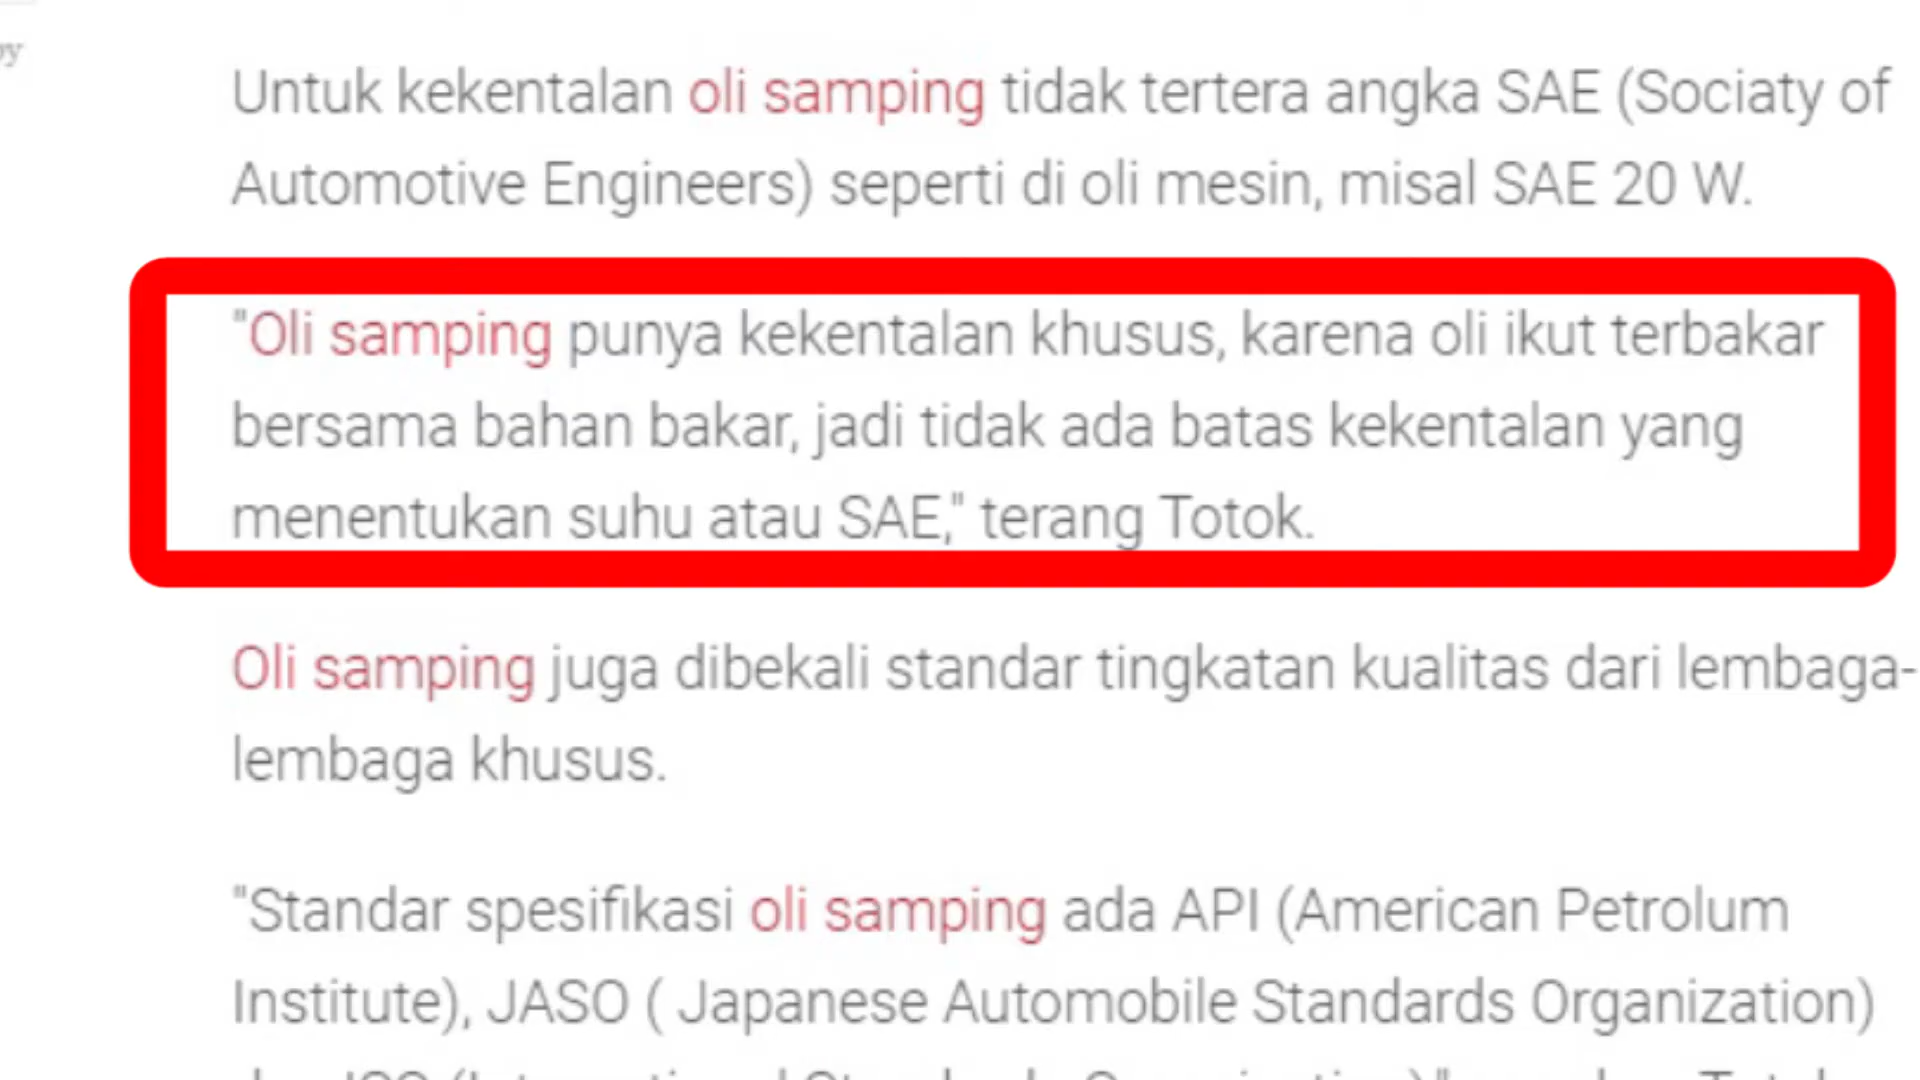 Untuk kekentalan oli samping tidak tertera angka SAE (Sociaty of
Automotive Engineers) seperti di oli mesin, misal SAE 20 W.
"Oli samping punya kekentalan khusus, karena oli ikut terbakar
bersama bahan bakar, jadi tidak ada batas kekentalan yang
menentukan suhu atau SAE," terang Totok.
Oli samping juga dibekali standar tingkatan kualitas dari lembaga-
lembaga khusus.
"Standar spesifikasi oli samping ada API (American Petrolum
Institute), JASO ( Japanese Automobile Standards Organization)